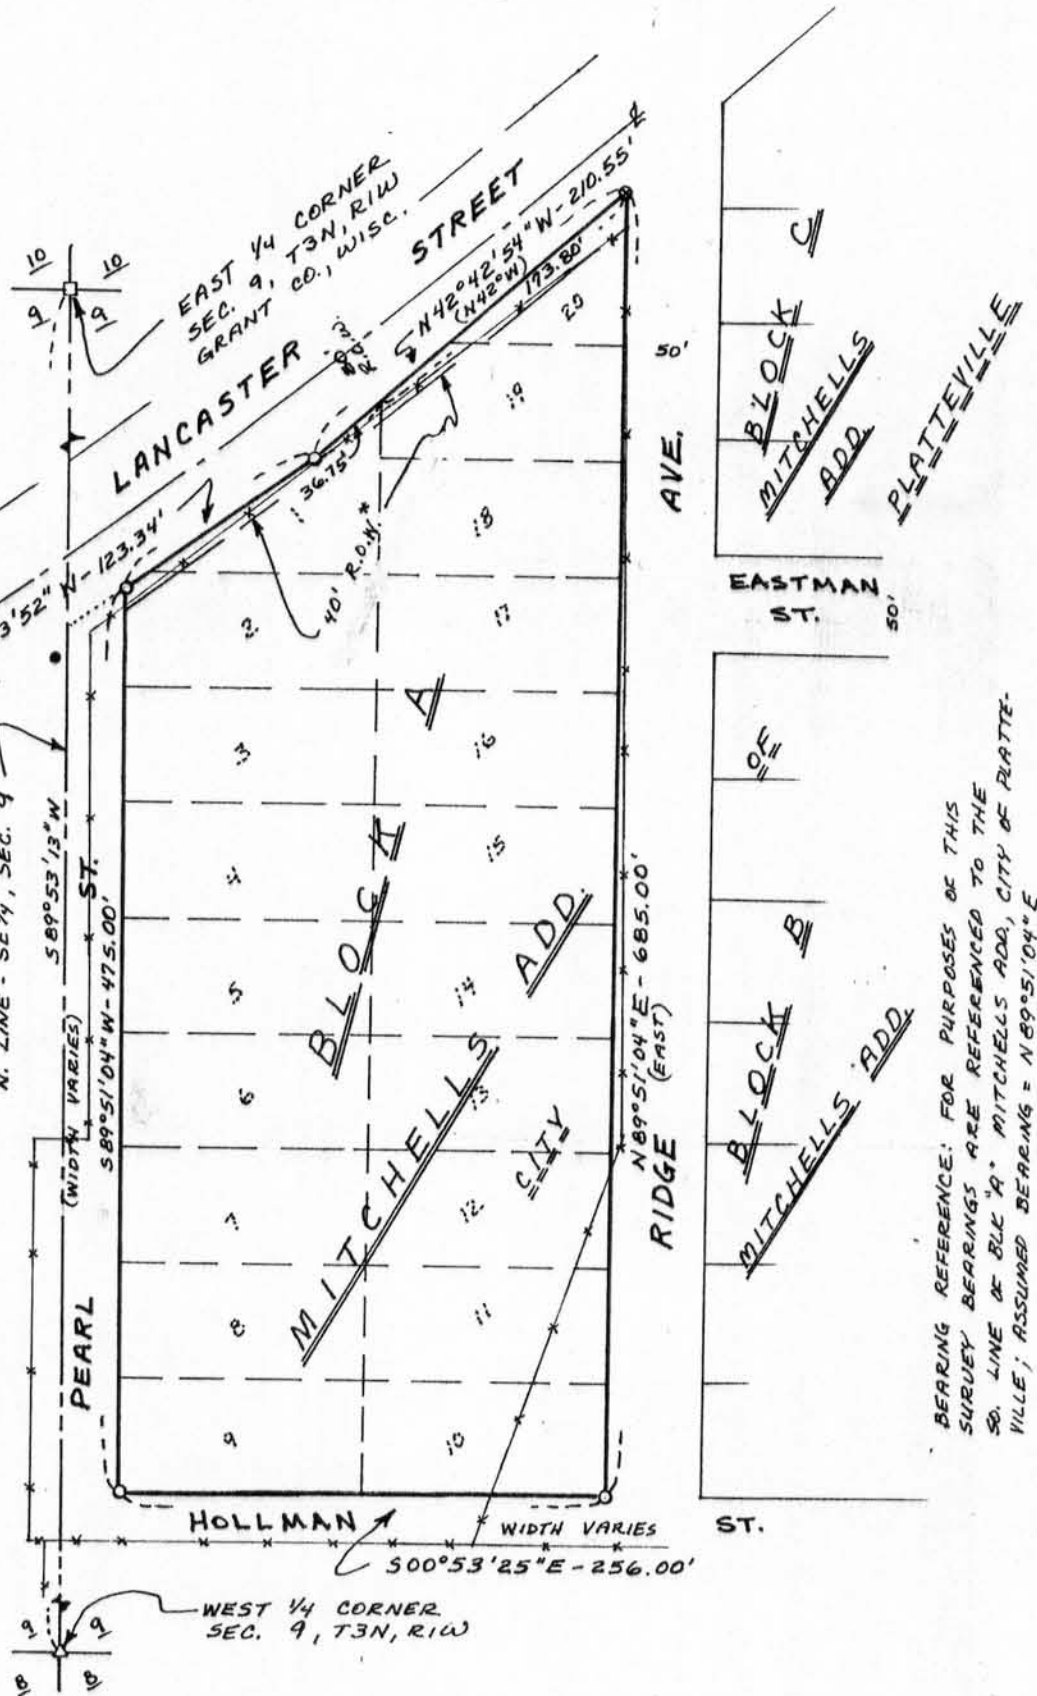 10
10
9
9
EAST 1/4 CORNER
SEC. 9, T3N, R1W
GRANT CO., WISC.
LANCASTER STREET
N42°42'54"W-210.55'
(N42°W)
173.80'
36.75'
3'52" W-123.34'
40' R.O.W.*
1
2
3
4
5
6
7
8
9
10
11
12
13
14
15
16
17
18
19
20
BLOCK A
MITCHELLS ADD.
CITY OF PLATTEVILLE
N. LINE - SE 1/4, SEC. 9
S89°53'13"W
PEARL ST.
(WIDTH VARIES)
S89°51'04"W-475.00'
N89°51'04"E-685.00'
(EAST)
RIDGE AVE.
50'
BLOCK C
MITCHELLS
ADD.
EASTMAN
ST.
50'
BLOCK B
MITCHELLS ADD.
HOLLMAN ST.
WIDTH VARIES
S00°53'25"E-256.00'
WEST 1/4 CORNER
SEC. 9, T3N, R1W
9
9
8
8
BEARING REFERENCE: FOR PURPOSES OF THIS
SURVEY BEARINGS ARE REFERENCED TO THE
SO. LINE OF BLK "A" MITCHELLS ADD, CITY OF PLATTE-
VILLE; ASSUMED BEARING = N89°51'04"E